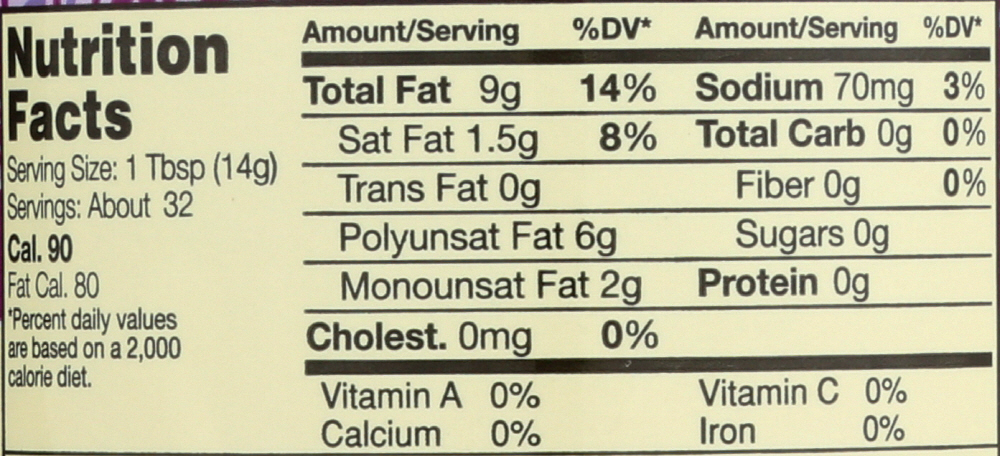 Nutrition
Facts
Serving Size: 1 Tbsp (14g)
Servings: About 32
Cal. 90
Fat Cal. 80
*Percent daily values
are based on a 2,000
calorie diet.
Amount/Serving %DV*
Total Fat 9g 14%
Sat Fat 1.5g 8%
Trans Fat 0g
Polyunsat Fat 6g
Monounsat Fat 2g
Cholest. 0mg 0%
Amount/Serving %DV*
Sodium 70mg 3%
Total Carb 0g 0%
Fiber 0g 0%
Sugars 0g
Protein 0g
Vitamin A 0% Vitamin C 0%
Calcium 0% Iron 0%